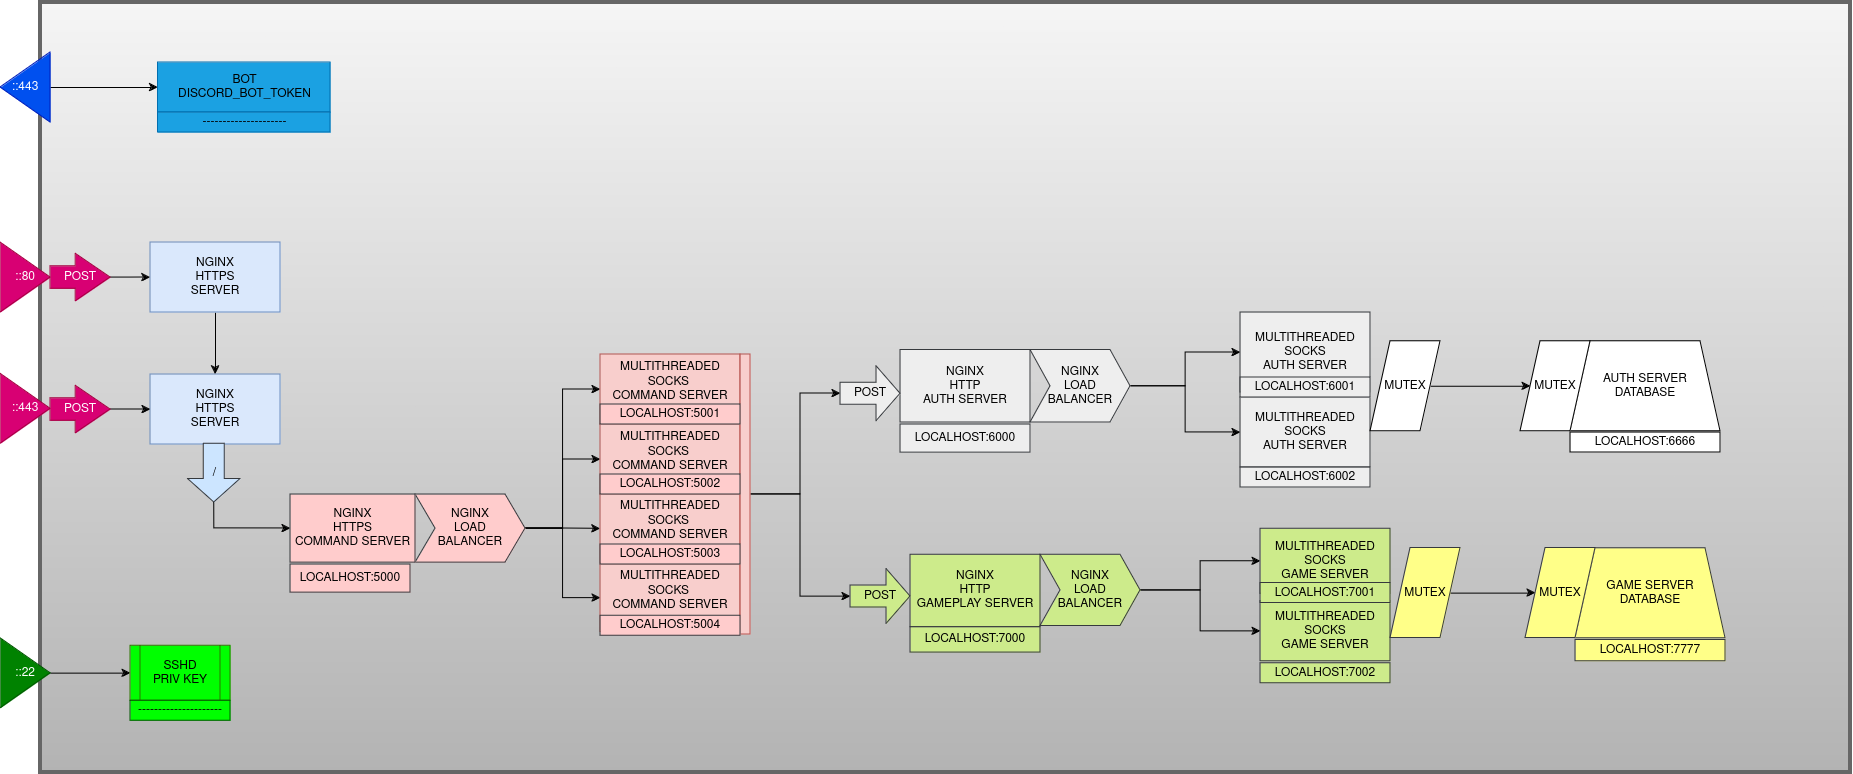 ::443
BOT
DISCORD_BOT_TOKEN
---------------------
::80
POST
NGINX
HTTPS
SERVER
::443
POST
NGINX
HTTPS
SERVER
/
NGINX
HTTPS
COMMAND SERVER
LOCALHOST:5000
NGINX
LOAD
BALANCER
MULTITHREADED
SOCKS
COMMAND SERVER
LOCALHOST:5001
MULTITHREADED
SOCKS
COMMAND SERVER
LOCALHOST:5002
MULTITHREADED
SOCKS
COMMAND SERVER
LOCALHOST:5003
MULTITHREADED
SOCKS
COMMAND SERVER
LOCALHOST:5004
POST
NGINX
HTTP
AUTH SERVER
LOCALHOST:6000
NGINX
LOAD
BALANCER
MULTITHREADED
SOCKS
AUTH SERVER
LOCALHOST:6001
MULTITHREADED
SOCKS
AUTH SERVER
LOCALHOST:6002
MUTEX
MUTEX
AUTH SERVER
DATABASE
LOCALHOST:6666
POST
NGINX
HTTP
GAMEPLAY SERVER
LOCALHOST:7000
NGINX
LOAD
BALANCER
MULTITHREADED
SOCKS
GAME SERVER
LOCALHOST:7001
MULTITHREADED
SOCKS
GAME SERVER
LOCALHOST:7002
MUTEX
MUTEX
GAME SERVER
DATABASE
LOCALHOST:7777
::22
SSHD
PRIV KEY
---------------------